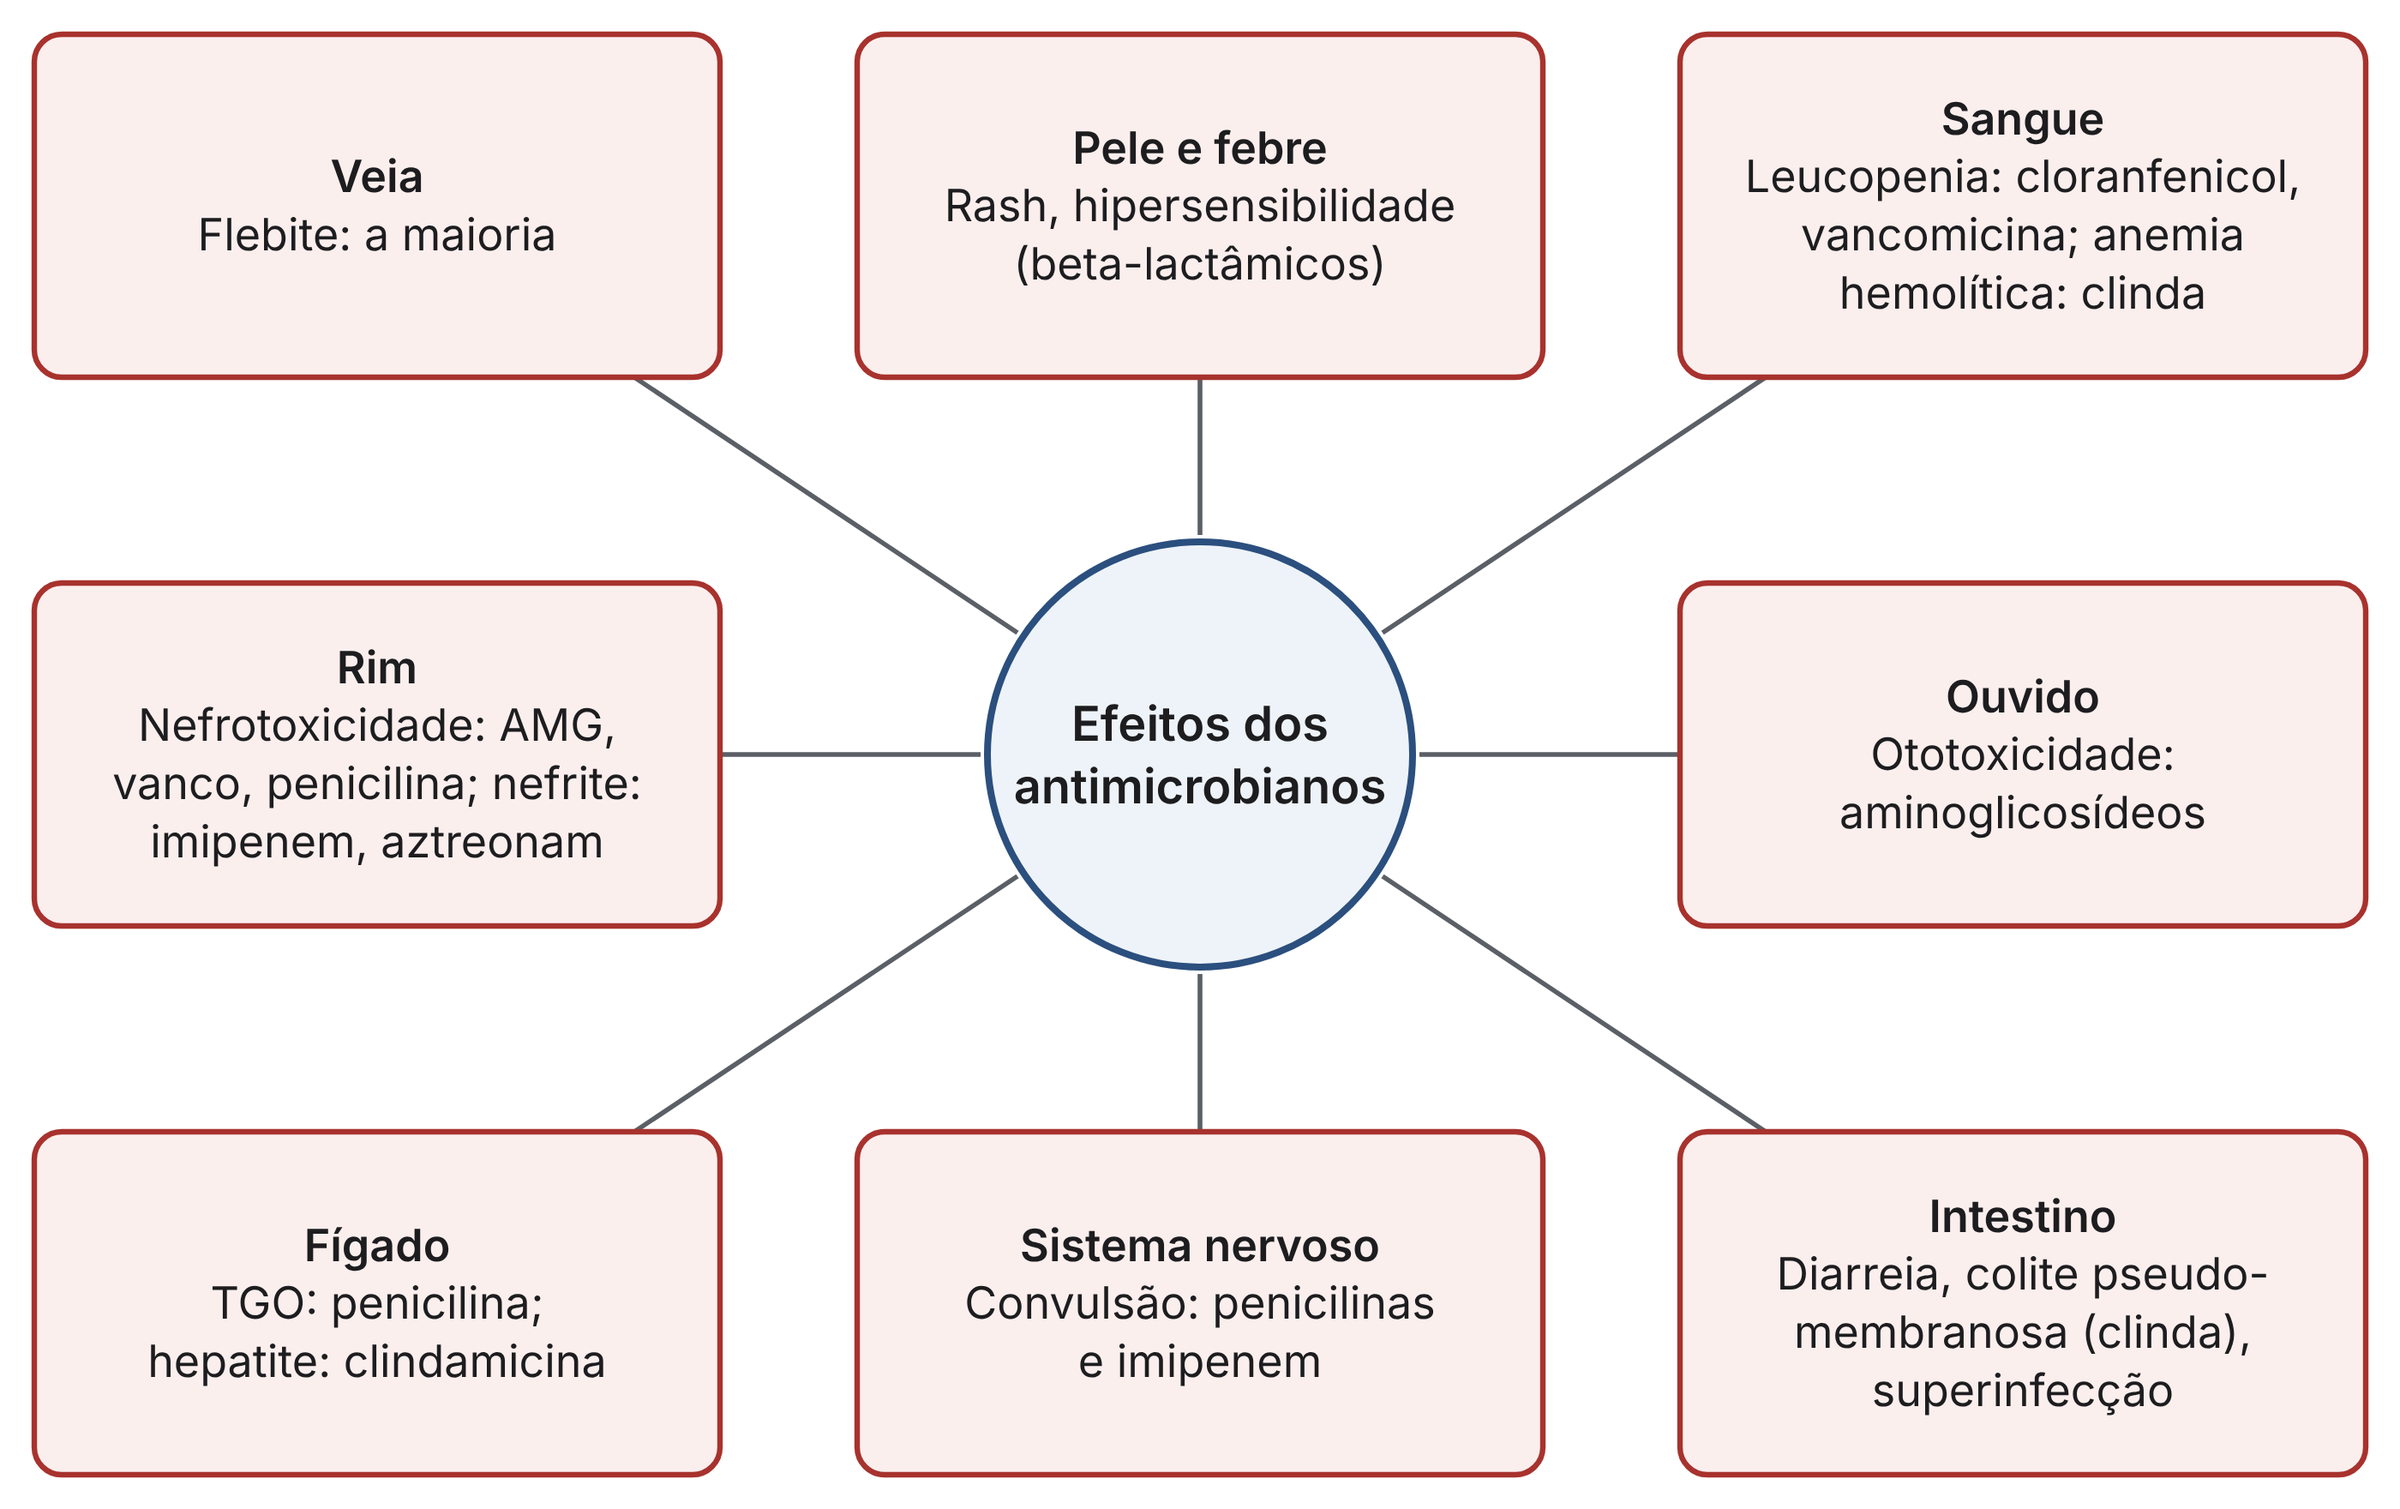 Veia
Flebite: a maioria
Pele e febre
Rash, hipersensibilidade
(beta-lactâmicos)
Sangue
Leucopenia: cloranfenicol,
vancomicina; anemia
hemolítica: clinda
Rim
Nefrotoxicidade: AMG,
vanco, penicilina; nefrite:
imipenem, aztreonam
Efeitos dos
antimicrobianos
Ouvido
Ototoxicidade:
aminoglicosídeos
Fígado
TGO: penicilina;
hepatite: clindamicina
Sistema nervoso
Convulsão: penicilinas
e imipenem
Intestino
Diarreia, colite pseudo-
membranosa (clinda),
superinfecção